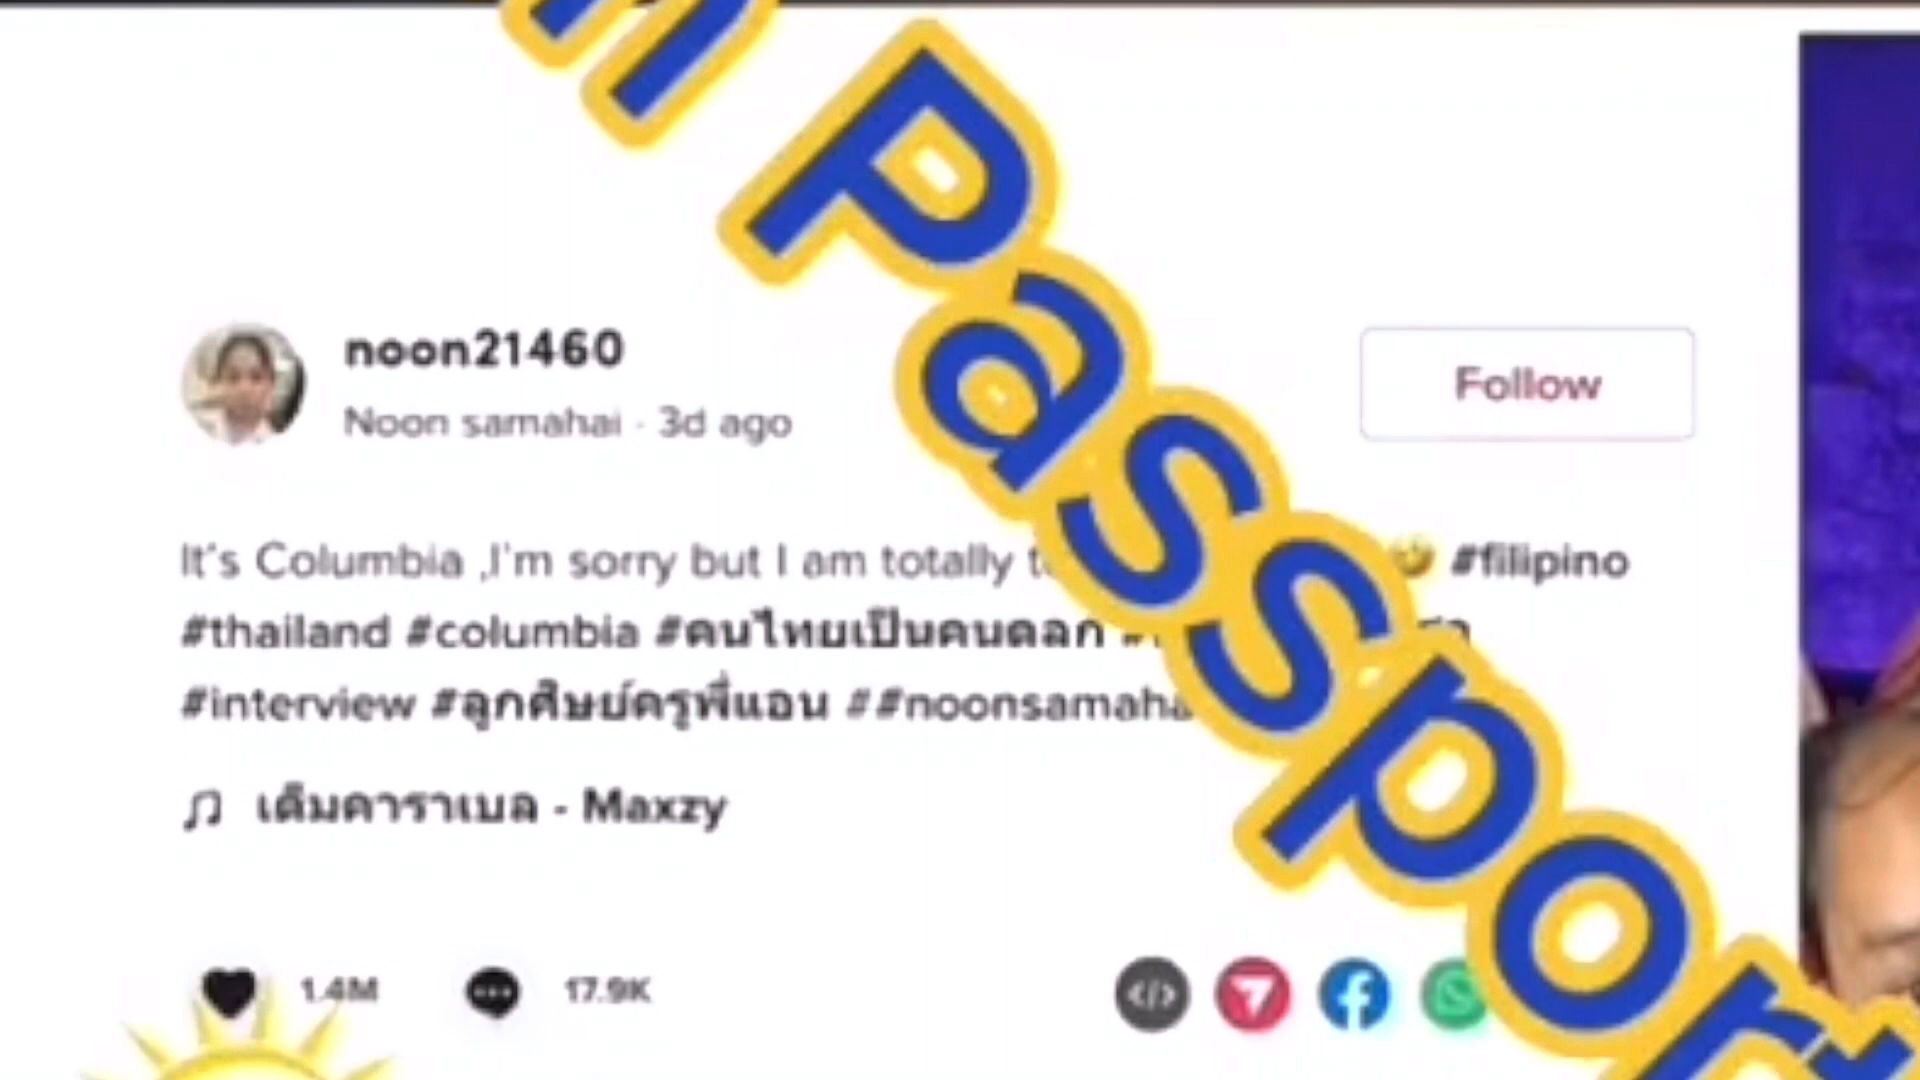 Passport
noon21460
Noon samahai · 3d ago
Follow
It's Columbia ,I'm sorry but I am totally #filipino
#thailand #columbia #คนไทยเป็นคนตลก
#interview #ลูกศิษย์ครูพี่แอน ##noonsamaha
เต็มคาราเบล - Maxzy
1.4M 17.9K